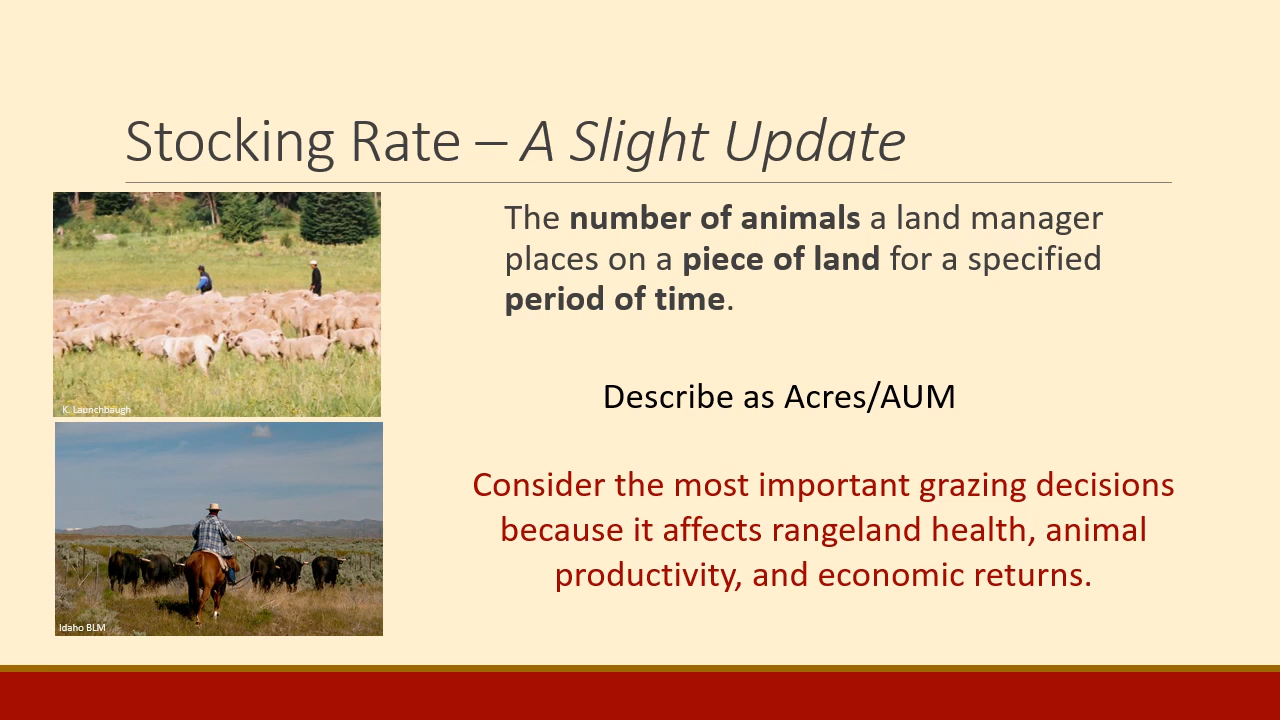 Stocking Rate – A Slight Update
The number of animals a land manager
places on a piece of land for a specified
period of time.
Describe as Acres/AUM
Consider the most important grazing decisions
because it affects rangeland health, animal
productivity, and economic returns.
K. Launchbaugh
Idaho BLM